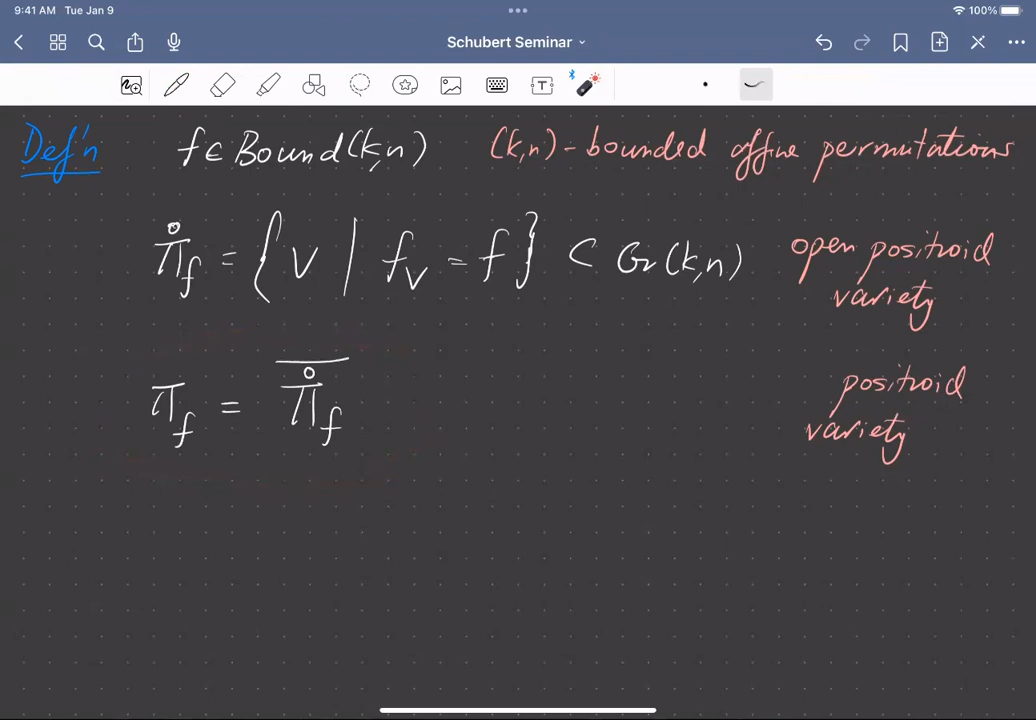 9:41 AM Tue Jan 9
100%
Schubert Seminar
Def'n f ∈ Bound(k,n) (k,n) - bounded affine permutations
π̊_f = { V | f_V = f } ⊂ Gr(k,n) open positroid
variety
π_f = \overline{π̊_f} positroid
variety